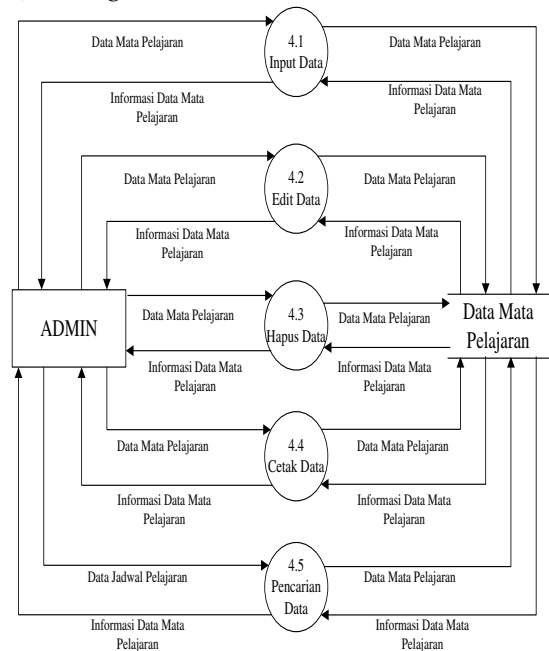 4.1
Input Data
Data Mata Pelajaran
Data Mata Pelajaran
Informasi Data Mata
Pelajaran
Informasi Data Mata
Pelajaran
4.2
Edit Data
Data Mata Pelajaran
Data Mata Pelajaran
Informasi Data Mata
Pelajaran
Informasi Data Mata
Pelajaran
ADMIN
4.3
Hapus Data
Data Mata Pelajaran
Data Mata Pelajaran
Informasi Data Mata
Pelajaran
Informasi Data Mata
Pelajaran
Data Mata
Pelajaran
4.4
Cetak Data
Data Mata Pelajaran
Data Mata Pelajaran
Informasi Data Mata
Pelajaran
Informasi Data Mata
Pelajaran
4.5
Pencarian
Data
Data Jadwal Pelajaran
Data Mata Pelajaran
Informasi Data Mata
Pelajaran
Informasi Data Mata
Pelajaran